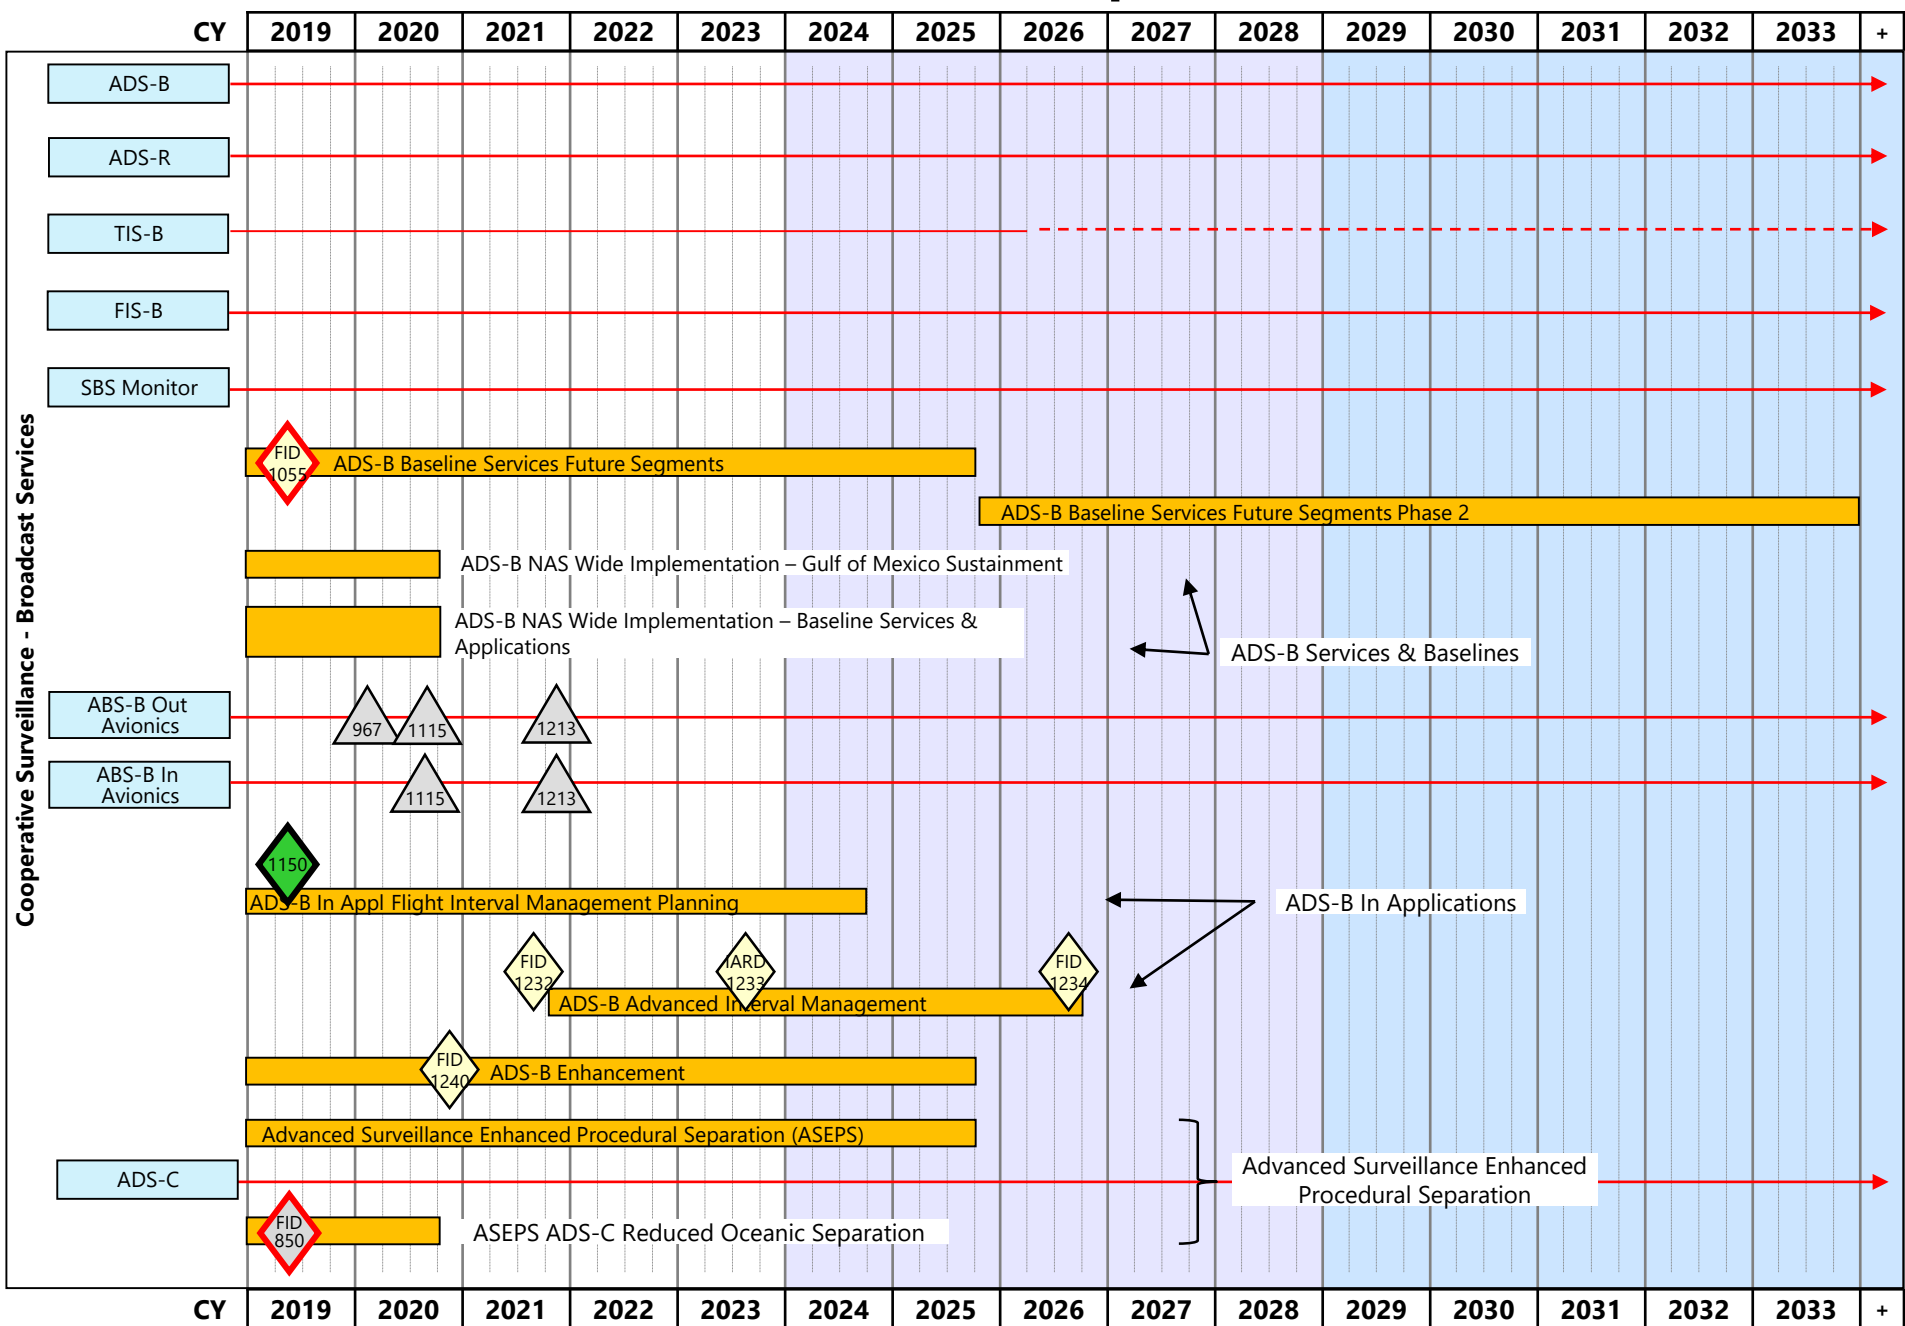 CY 2019 2020 2021 2022 2023 2024 2025 2026 2027 2028 2029 2030 2031 2032 2033 +
Cooperative Surveillance - Broadcast Services
ADS-B
ADS-R
TIS-B
FIS-B
SBS Monitor
FID
1055
ADS-B Baseline Services Future Segments
ADS-B Baseline Services Future Segments Phase 2
ADS-B NAS Wide Implementation – Gulf of Mexico Sustainment
ADS-B NAS Wide Implementation – Baseline Services &
Applications
ADS-B Services & Baselines
ABS-B Out
Avionics
967
1115
1213
ABS-B In
Avionics
1115
1213
1150
ADS-B In Appl Flight Interval Management Planning
ADS-B In Applications
FID
1232
IARD
1233
FID
1234
ADS-B Advanced Interval Management
FID
1240
ADS-B Enhancement
Advanced Surveillance Enhanced Procedural Separation (ASEPS)
ADS-C
Advanced Surveillance Enhanced
Procedural Separation
FID
850
ASEPS ADS-C Reduced Oceanic Separation
CY 2019 2020 2021 2022 2023 2024 2025 2026 2027 2028 2029 2030 2031 2032 2033 +